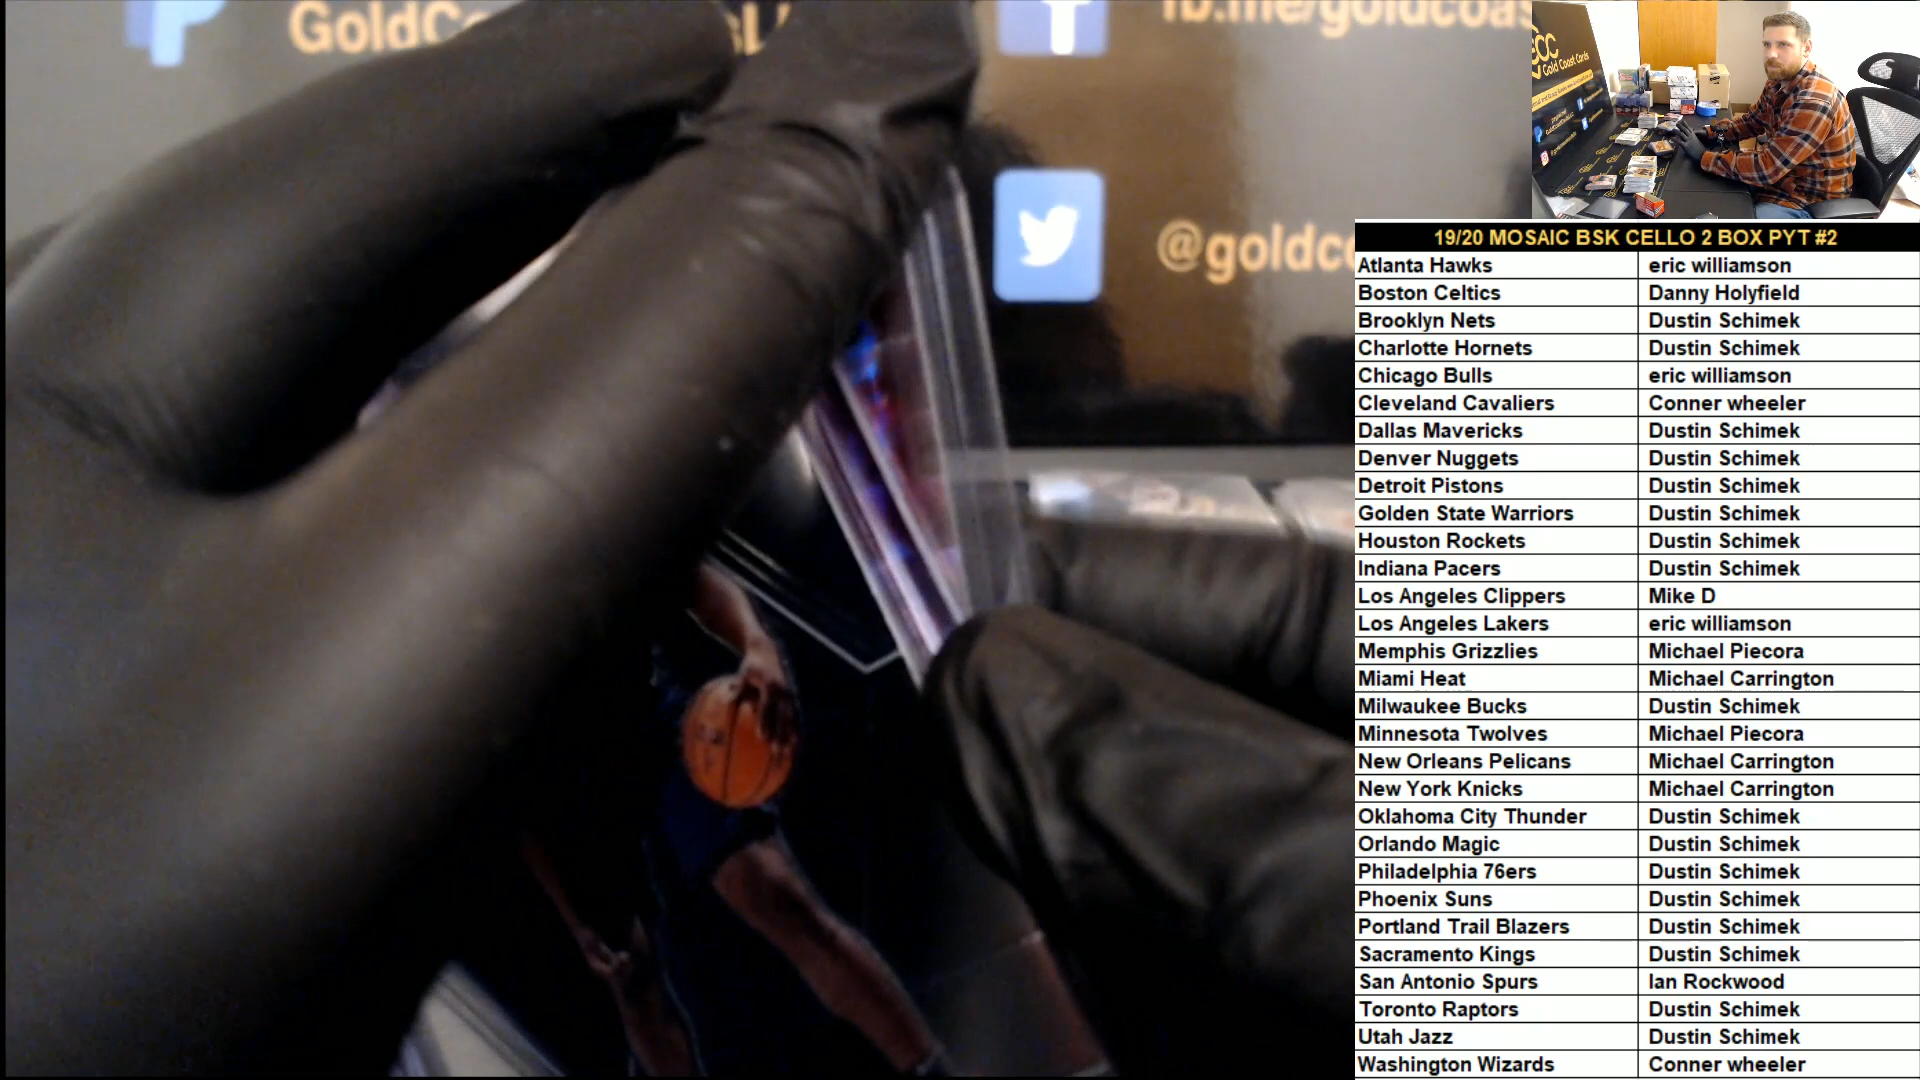 GoldC
fb.me/goldcoas
@goldco
GCC
Gold Coast Cards
19/20 MOSAIC BSK CELLO 2 BOX PYT #2
Atlanta Hawks eric williamson
Boston Celtics Danny Holyfield
Brooklyn Nets Dustin Schimek
Charlotte Hornets Dustin Schimek
Chicago Bulls eric williamson
Cleveland Cavaliers Conner wheeler
Dallas Mavericks Dustin Schimek
Denver Nuggets Dustin Schimek
Detroit Pistons Dustin Schimek
Golden State Warriors Dustin Schimek
Houston Rockets Dustin Schimek
Indiana Pacers Dustin Schimek
Los Angeles Clippers Mike D
Los Angeles Lakers eric williamson
Memphis Grizzlies Michael Piecora
Miami Heat Michael Carrington
Milwaukee Bucks Dustin Schimek
Minnesota Twolves Michael Piecora
New Orleans Pelicans Michael Carrington
New York Knicks Michael Carrington
Oklahoma City Thunder Dustin Schimek
Orlando Magic Dustin Schimek
Philadelphia 76ers Dustin Schimek
Phoenix Suns Dustin Schimek
Portland Trail Blazers Dustin Schimek
Sacramento Kings Dustin Schimek
San Antonio Spurs Ian Rockwood
Toronto Raptors Dustin Schimek
Utah Jazz Dustin Schimek
Washington Wizards Conner wheeler